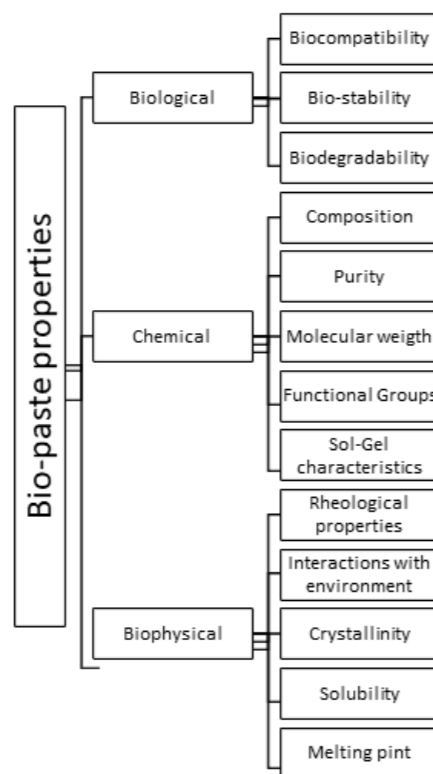 Bio-paste properties
Biological
Biocompatibility
Bio-stability
Biodegradability
Chemical
Composition
Purity
Molecular weigth
Functional Groups
Sol-Gel
characteristics
Biophysical
Rheological
properties
Interactions with
environment
Crystallinity
Solubility
Melting pint